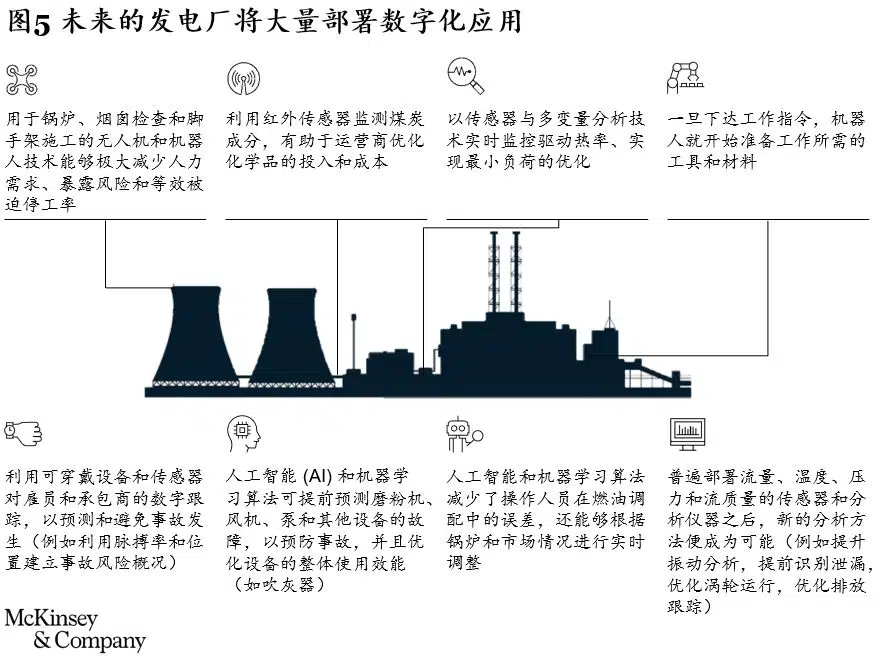 图5 未来的发电厂将大量部署数字化应用
用于锅炉、烟囱检查和脚
手架施工的无人机和机器
人技术能够极大减少人力
需求、暴露风险和等效被
迫停工率
利用红外传感器监测煤炭
成分，有助于运营商优化
化学品的投入和成本
以传感器与多变量分析技
术实时监控驱动热率、实
现最小负荷的优化
一旦下达工作指令，机器
人就开始准备工作所需的
工具和材料
利用可穿戴设备和传感器
对雇员和承包商的数字跟
踪，以预测和避免事故发
生（例如利用脉搏率和位
置建立事故风险概况）
人工智能 (AI) 和机器学
习算法可提前预测磨粉机、
风机、泵和其他设备的故
障，以预防事故，并且优
化设备的整体使用效能
（如吹灰器）
人工智能和机器学习算法
减少了操作人员在燃油调
配中的误差，还能够根据
锅炉和市场情况进行实时
调整
普遍部署流量、温度、压
力和流质量的传感器和分
析仪器之后，新的分析方
法便成为可能（例如提升
振动分析，提前识别泄漏，
优化涡轮运行，优化排放
跟踪）
McKinsey
& Company